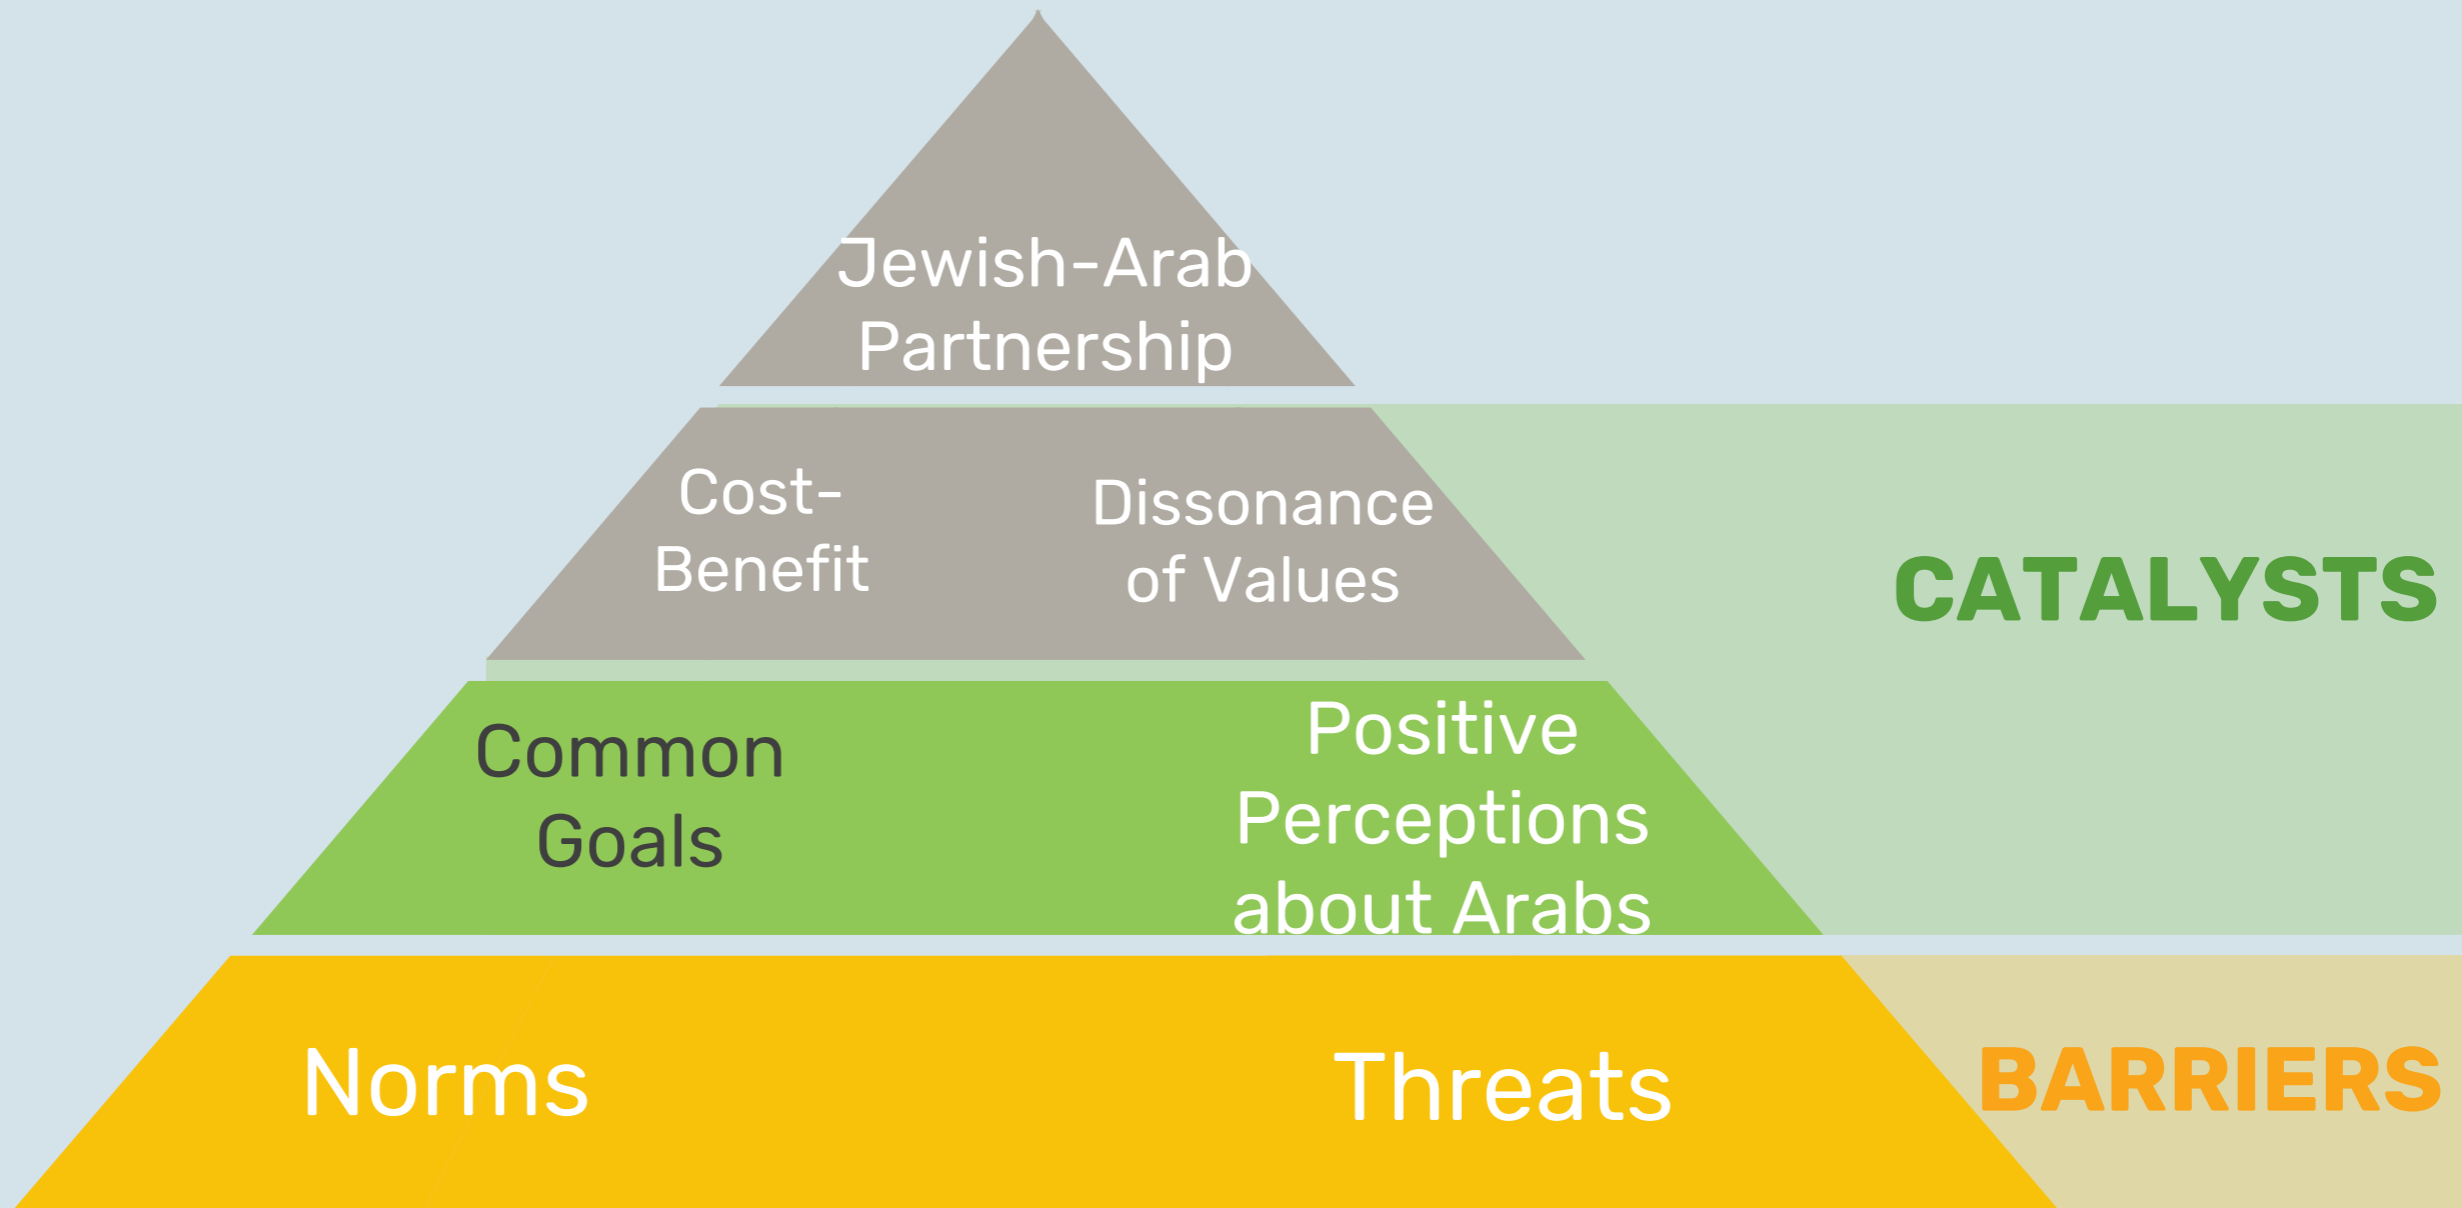 Jewish-Arab
Partnership
Cost-
Benefit
Dissonance
of Values
CATALYSTS
Common
Goals
Positive
Perceptions
about Arabs
Norms
Threats
BARRIERS